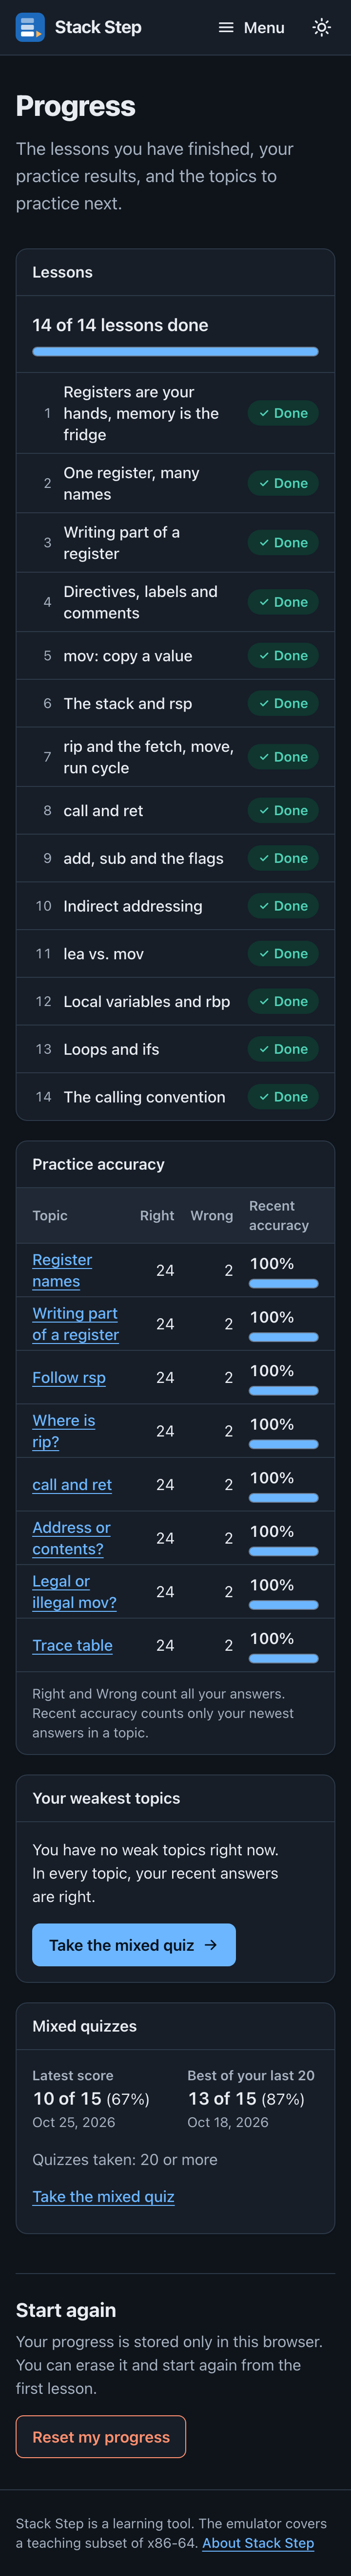 Stack Step
Menu
Progress
The lessons you have finished, your
practice results, and the topics to
practice next.
Lessons
14 of 14 lessons done
1 Registers are your
hands, memory is the
fridge
✓ Done
2 One register, many
names
✓ Done
3 Writing part of a
register
✓ Done
4 Directives, labels and
comments
✓ Done
5 mov: copy a value ✓ Done
6 The stack and rsp ✓ Done
7 rip and the fetch, move,
run cycle
✓ Done
8 call and ret ✓ Done
9 add, sub and the flags ✓ Done
10 Indirect addressing ✓ Done
11 lea vs. mov ✓ Done
12 Local variables and rbp ✓ Done
13 Loops and ifs ✓ Done
14 The calling convention ✓ Done
Practice accuracy
Topic Right Wrong Recent
accuracy
Register
names
24 2 100%
Writing part
of a register
24 2 100%
Follow rsp 24 2 100%
Where is
rip?
24 2 100%
call and ret 24 2 100%
Address or
contents?
24 2 100%
Legal or
illegal mov?
24 2 100%
Trace table 24 2 100%
Right and Wrong count all your answers.
Recent accuracy counts only your newest
answers in a topic.
Your weakest topics
You have no weak topics right now.
In every topic, your recent answers
are right.
Take the mixed quiz →
Mixed quizzes
Latest score
10 of 15 (67%)
Oct 25, 2026
Best of your last 20
13 of 15 (87%)
Oct 18, 2026
Quizzes taken: 20 or more
Take the mixed quiz
Start again
Your progress is stored only in this browser.
You can erase it and start again from the
first lesson.
Reset my progress
Stack Step is a learning tool. The emulator covers
a teaching subset of x86-64. About Stack Step